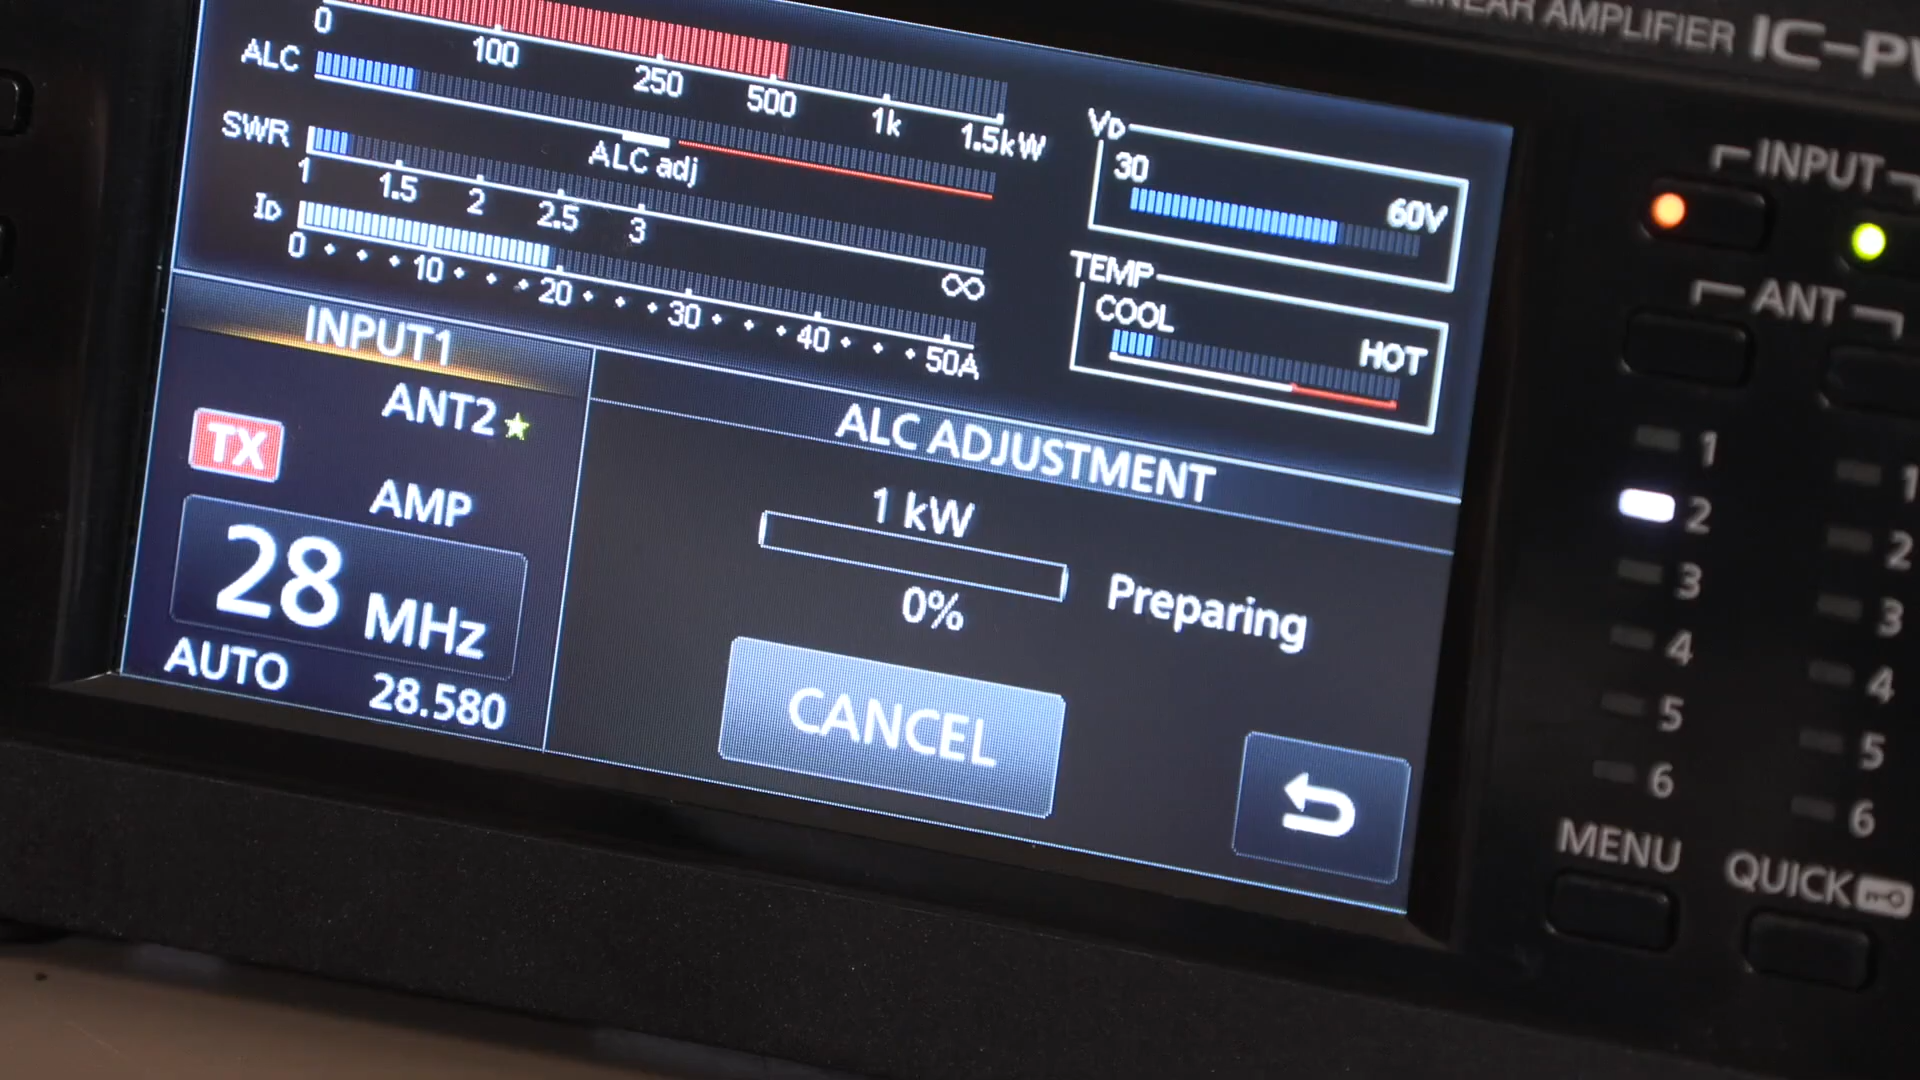 LINEAR AMPLIFIER IC-PW
0 100 250 500 1k 1.5kW
ALC
ALC adj
SWR
1 1.5 2 2.5 3 ∞
ID
0 10 20 30 40 50A
VD
30 60V
TEMP
COOL HOT
INPUT1
ANT2
TX
AMP
28 MHz
AUTO 28.580
ALC ADJUSTMENT
1 kW
0%
Preparing
CANCEL
INPUT
ANT
1 1
2 2
3 3
4 4
5 5
6 6
MENU
QUICK